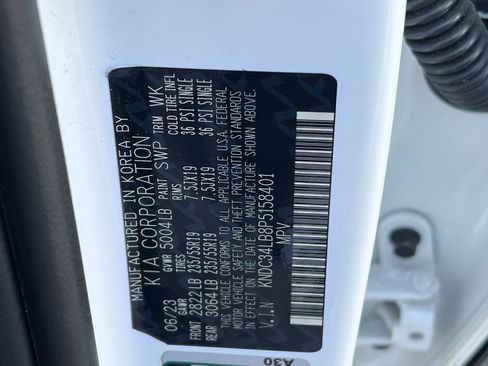 MANUFACTURED IN KOREA BY
KIA CORPORATION
06/23 GVWR 5004LB PAINT SWP TRIM WK
GAWR TIRES RIMS COLD TIRE INFL
FRONT 2822LB 235/55R19 7.5JX19 36 PSI SINGLE
REAR 3064LB 235/55R19 7.5JX19 36 PSI SINGLE
THIS VEHICLE CONFORMS TO ALL APPLICABLE U.S.A. FEDERAL
MOTOR VEHICLE SAFETY AND THEFT PREVENTION STANDARDS
IN EFFECT ON THE DATE OF MANUFACTURE SHOWN ABOVE.
V.I.N KNDC34LB8P5158401
MPV
A30